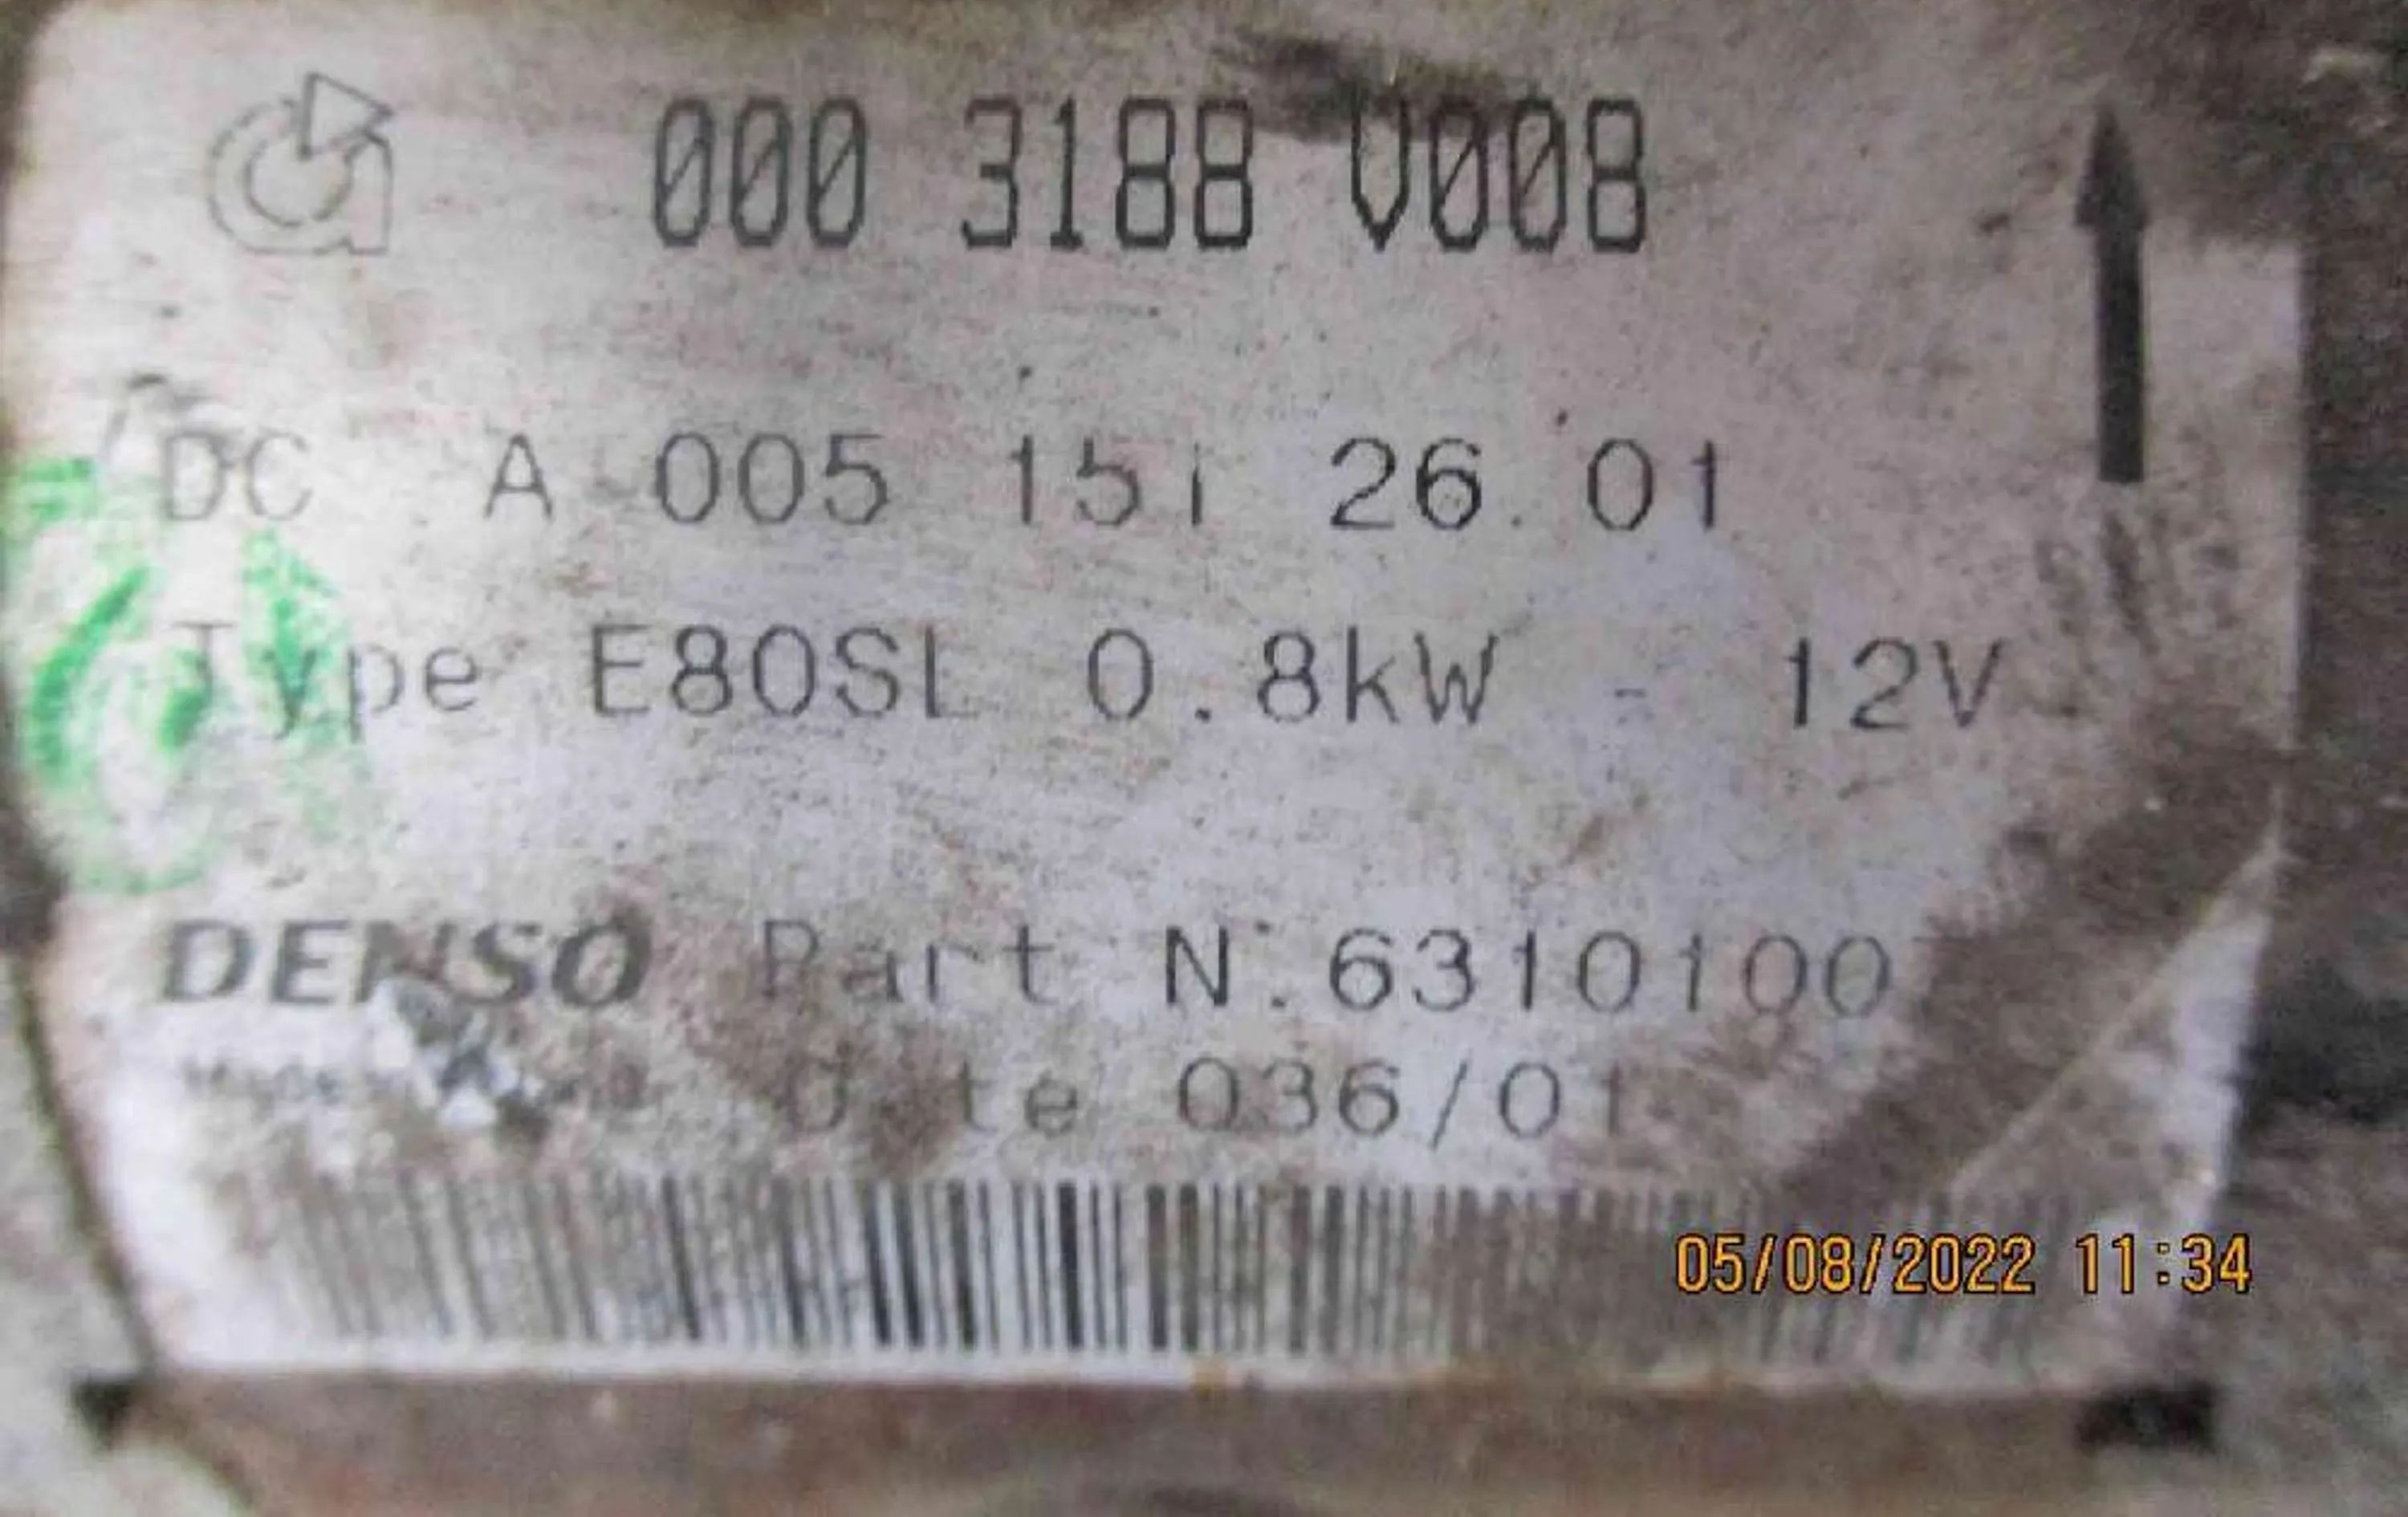 000 3188 V008
DC A 005 151 26.01
Type E80SL 0.8kW - 12V
DENSO Part N.6310100
Date 036/01
05/08/2022 11:34